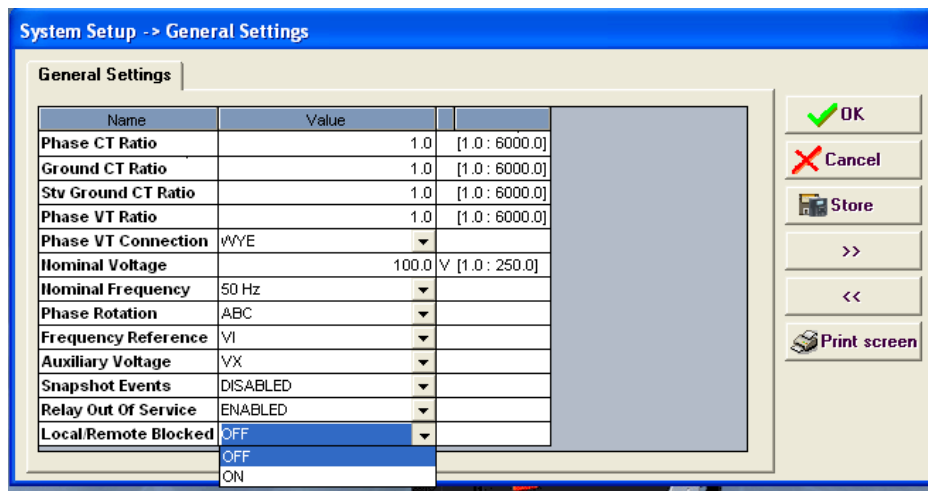 System Setup -> General Settings
General Settings
Name Value
Phase CT Ratio 1.0 [1.0 : 6000.0]
Ground CT Ratio 1.0 [1.0 : 6000.0]
Stv Ground CT Ratio 1.0 [1.0 : 6000.0]
Phase VT Ratio 1.0 [1.0 : 6000.0]
Phase VT Connection WYE
Nominal Voltage 100.0 V [1.0 : 250.0]
Nominal Frequency 50 Hz
Phase Rotation ABC
Frequency Reference VI
Auxiliary Voltage VX
Snapshot Events DISABLED
Relay Out Of Service ENABLED
Local/Remote Blocked OFF
OFF
ON
OK
Cancel
Store
>>
<<
Print screen